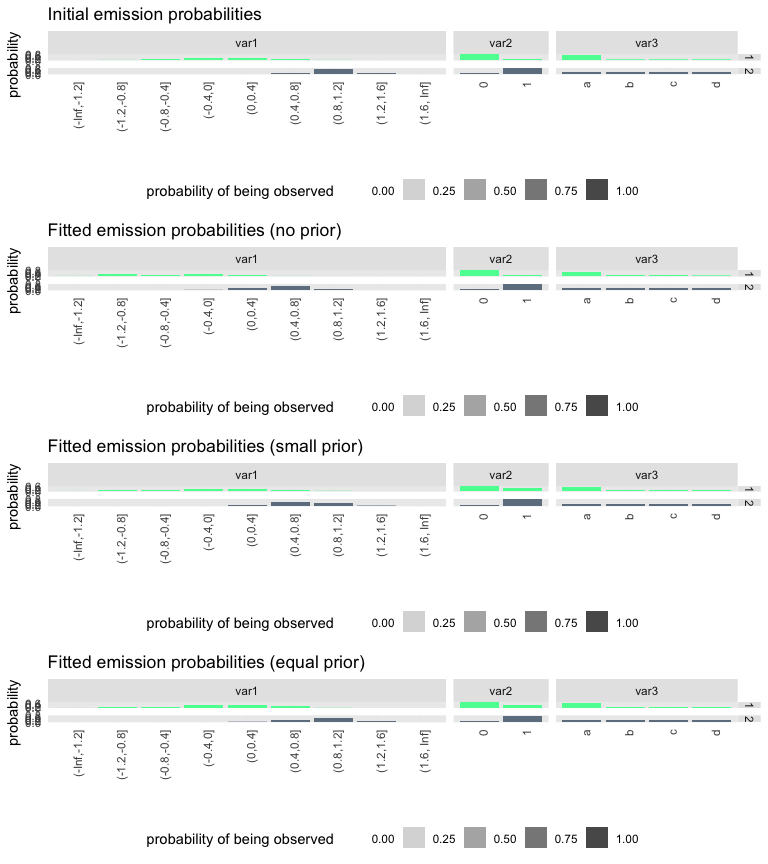 Initial emission probabilities
var1 var2 var3
probability
1
2
(-Inf,-1.2] (-1.2,-0.8] (-0.8,-0.4] (-0.4,0] (0,0.4] (0.4,0.8] (0.8,1.2] (1.2,1.6] (1.6, Inf] 0 1 a b c d
probability of being observed 0.00 0.25 0.50 0.75 1.00
Fitted emission probabilities (no prior)
var1 var2 var3
probability
1
2
(-Inf,-1.2] (-1.2,-0.8] (-0.8,-0.4] (-0.4,0] (0,0.4] (0.4,0.8] (0.8,1.2] (1.2,1.6] (1.6, Inf] 0 1 a b c d
probability of being observed 0.00 0.25 0.50 0.75 1.00
Fitted emission probabilities (small prior)
var1 var2 var3
probability
1
2
(-Inf,-1.2] (-1.2,-0.8] (-0.8,-0.4] (-0.4,0] (0,0.4] (0.4,0.8] (0.8,1.2] (1.2,1.6] (1.6, Inf] 0 1 a b c d
probability of being observed 0.00 0.25 0.50 0.75 1.00
Fitted emission probabilities (equal prior)
var1 var2 var3
probability
1
2
(-Inf,-1.2] (-1.2,-0.8] (-0.8,-0.4] (-0.4,0] (0,0.4] (0.4,0.8] (0.8,1.2] (1.2,1.6] (1.6, Inf] 0 1 a b c d
probability of being observed 0.00 0.25 0.50 0.75 1.00